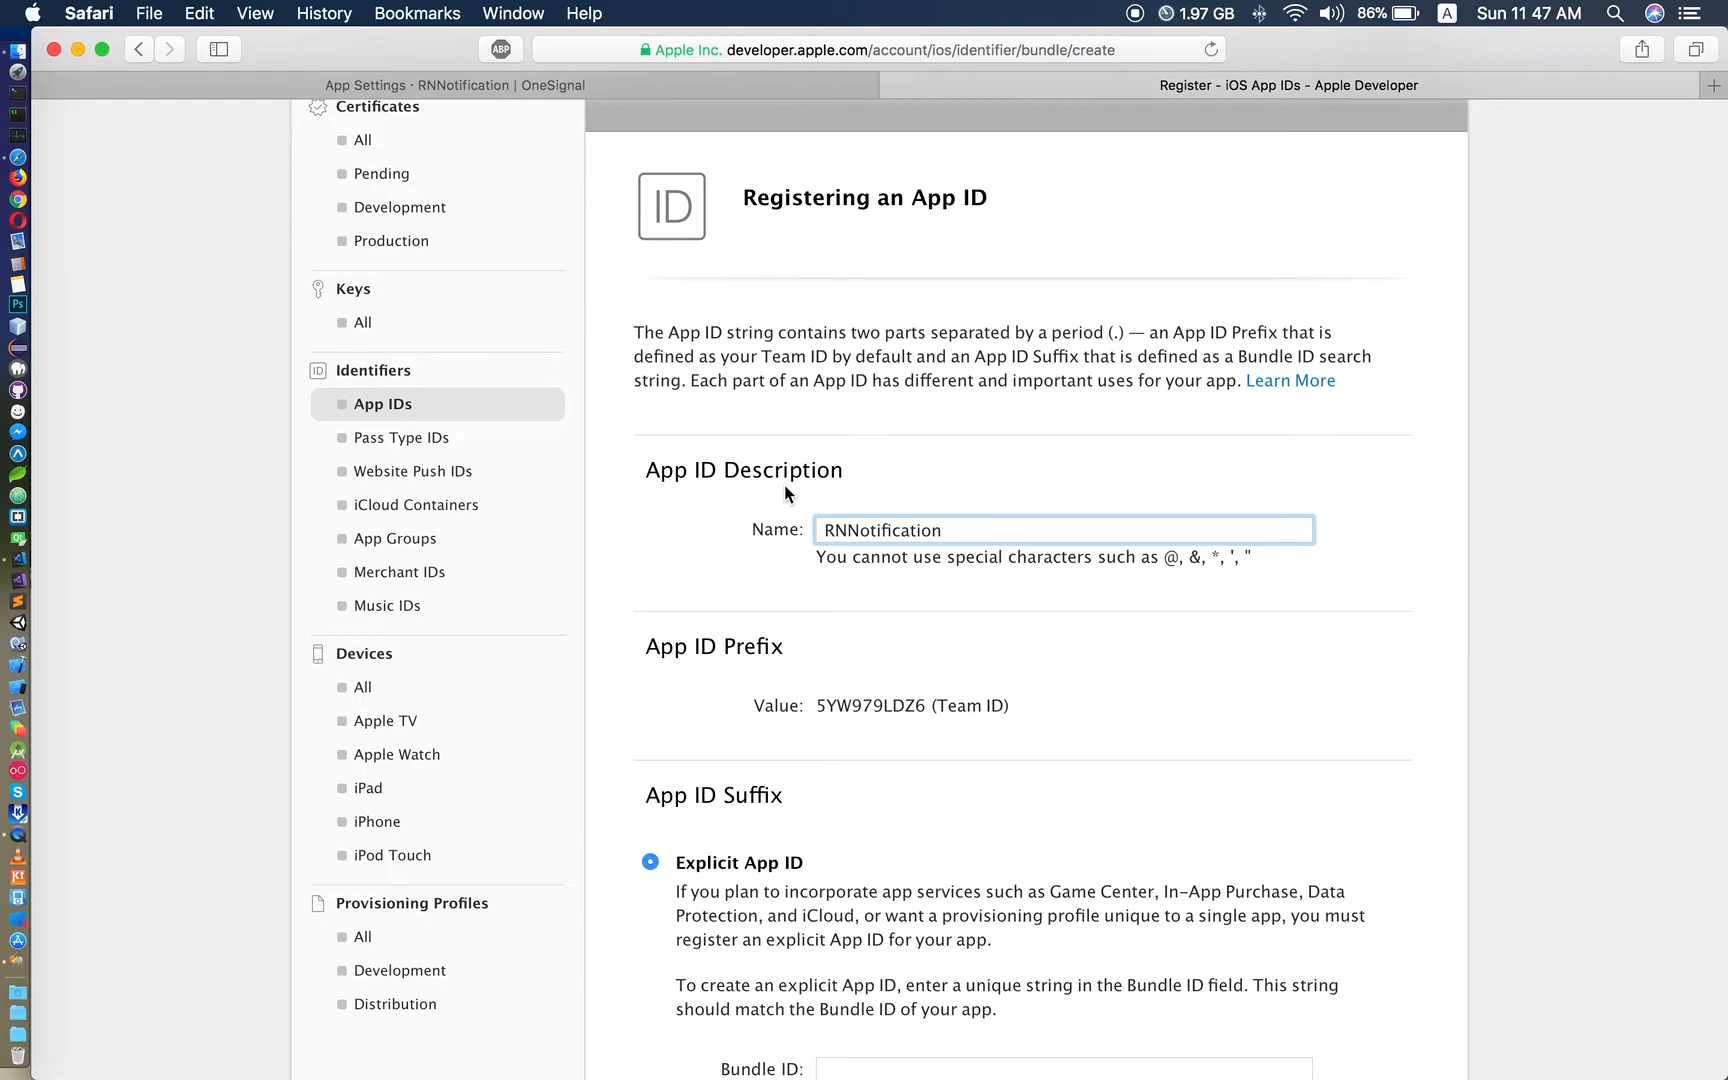 Safari File Edit View History Bookmarks Window Help 1.97 GB 86% A Sun 11 47 AM
ABP Apple Inc. developer.apple.com/account/ios/identifier/bundle/create
App Settings · RNNotification | OneSignal Register - iOS App IDs - Apple Developer
Certificates
All
Pending
Development
Production
Keys
All
ID Identifiers
App IDs
Pass Type IDs
Website Push IDs
iCloud Containers
App Groups
Merchant IDs
Music IDs
Devices
All
Apple TV
Apple Watch
iPad
iPhone
iPod Touch
Provisioning Profiles
All
Development
Distribution
ID Registering an App ID
The App ID string contains two parts separated by a period (.) — an App ID Prefix that is
defined as your Team ID by default and an App ID Suffix that is defined as a Bundle ID search
string. Each part of an App ID has different and important uses for your app. Learn More
App ID Description
Name: RNNotification
You cannot use special characters such as @, &, *, ', "
App ID Prefix
Value: 5YW979LDZ6 (Team ID)
App ID Suffix
Explicit App ID
If you plan to incorporate app services such as Game Center, In-App Purchase, Data
Protection, and iCloud, or want a provisioning profile unique to a single app, you must
register an explicit App ID for your app.
To create an explicit App ID, enter a unique string in the Bundle ID field. This string
should match the Bundle ID of your app.
Bundle ID: